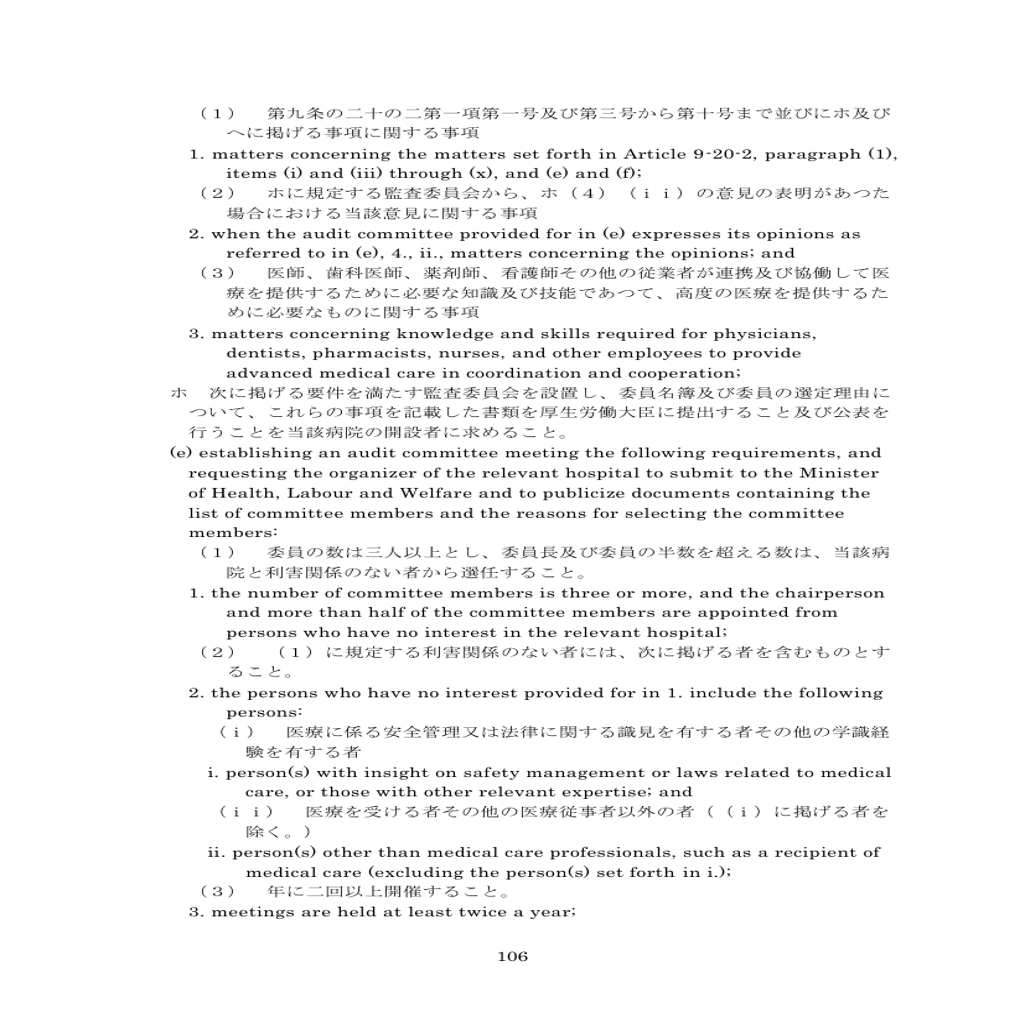 （１）　第九条の二十の二第一項第一号及び第三号から第十号まで並びにホ及び
ヘに掲げる事項に関する事項
1. matters concerning the matters set forth in Article 9-20-2, paragraph (1),
items (i) and (iii) through (x), and (e) and (f);
（２）　ホに規定する監査委員会から、ホ（４）（ｉｉ）の意見の表明があつた
場合における当該意見に関する事項
2. when the audit committee provided for in (e) expresses its opinions as
referred to in (e), 4., ii., matters concerning the opinions; and
（３）　医師、歯科医師、薬剤師、看護師その他の従業者が連携及び協働して医
療を提供するために必要な知識及び技能であつて、高度の医療を提供するた
めに必要なものに関する事項
3. matters concerning knowledge and skills required for physicians,
dentists, pharmacists, nurses, and other employees to provide
advanced medical care in coordination and cooperation;
ホ　次に掲げる要件を満たす監査委員会を設置し、委員名簿及び委員の選定理由に
ついて、これらの事項を記載した書類を厚生労働大臣に提出すること及び公表を
行うことを当該病院の開設者に求めること。
(e) establishing an audit committee meeting the following requirements, and
requesting the organizer of the relevant hospital to submit to the Minister
of Health, Labour and Welfare and to publicize documents containing the
list of committee members and the reasons for selecting the committee
members:
（１）　委員の数は三人以上とし、委員長及び委員の半数を超える数は、当該病
院と利害関係のない者から選任すること。
1. the number of committee members is three or more, and the chairperson
and more than half of the committee members are appointed from
persons who have no interest in the relevant hospital;
（２）　（１）に規定する利害関係のない者には、次に掲げる者を含むものとす
ること。
2. the persons who have no interest provided for in 1. include the following
persons:
（ｉ）　医療に係る安全管理又は法律に関する識見を有する者その他の学識経
験を有する者
i. person(s) with insight on safety management or laws related to medical
care, or those with other relevant expertise; and
（ｉｉ）　医療を受ける者その他の医療従事者以外の者（（ｉ）に掲げる者を
除く。）
ii. person(s) other than medical care professionals, such as a recipient of
medical care (excluding the person(s) set forth in i.);
（３）　年に二回以上開催すること。
3. meetings are held at least twice a year;
106